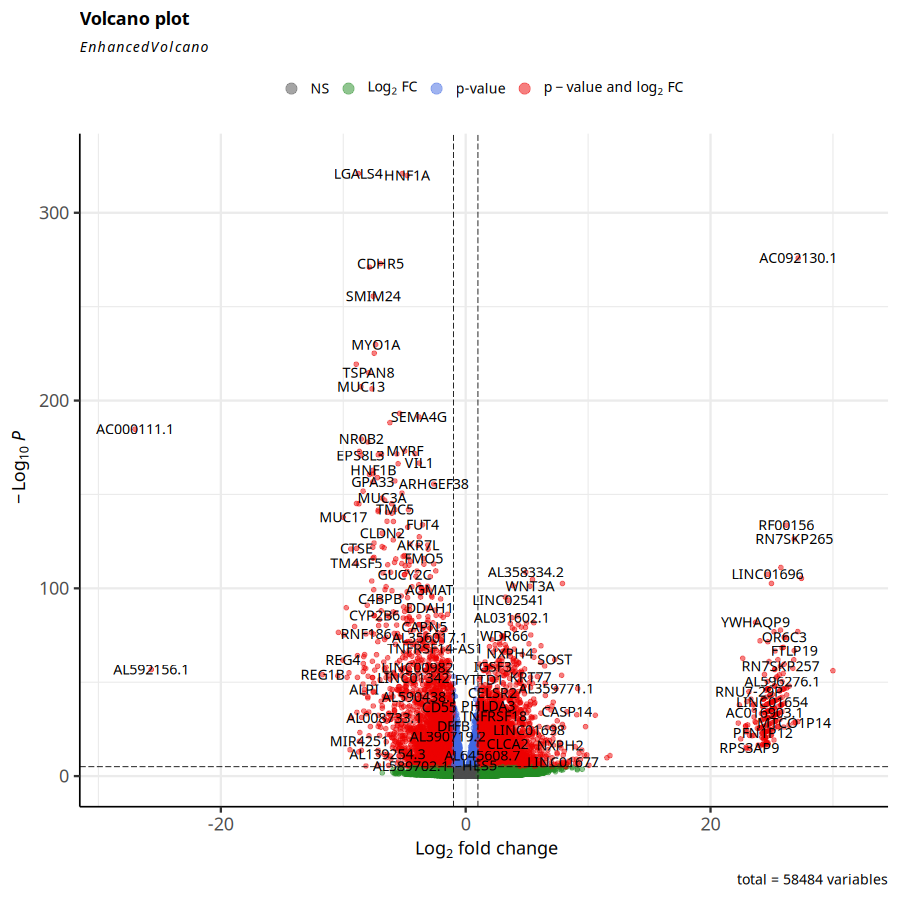 Volcano plot
EnhancedVolcano
NS Log2 FC p-value p − value and log2 FC
LGALS4 HNF1A
300
CDHR5 AC092130.1
SMIM24
MYO1A
TSPAN8
MUC13
200
SEMA4G
AC000111.1
NR0B2
MYRF
EPS8L3 VIL1
HNF1B
GPA33 ARHGEF38
MUC3A
TMC5
MUC17
FUT4 RF00156
CLDN2 RN7SKP265
CTSE AKR7L
TM4SF5 FMO5
GUCY2C AL358334.2 LINC01696
100
AGMAT WNT3A
C4BPB LINC02541
DDAH1
CYP2B6 AL031602.1
CAPN5 YWHAQP9
RNF186 AL356017.1 WDR66 OR6C3
TNFRSF14-AS1 NXPH4 FTLP19
REG4 SOST
LINC00982 IGSF3 RN7SKP257
AL592156.1
REG1B LINC01342 FYTTD1 KRT77
AL596276.1
ALPI CELSR2 AL359771.1 RNU7-29P
AL590438.1 LINC01654
CD55 PHLDA3 CASP14 AC016903.1
AL008733.1 TNFRSF18
DFFB LINC01698 MTCO1P14
PFN1P12
MIR4251 AL390719.2
CLCA2 NXPH2 RPS3AP9
AL139254.3 AL645608.7
AL589702.1 HES5 LINC01677
0
−Log10 P
-20 0 20
Log2 fold change
total = 58484 variables